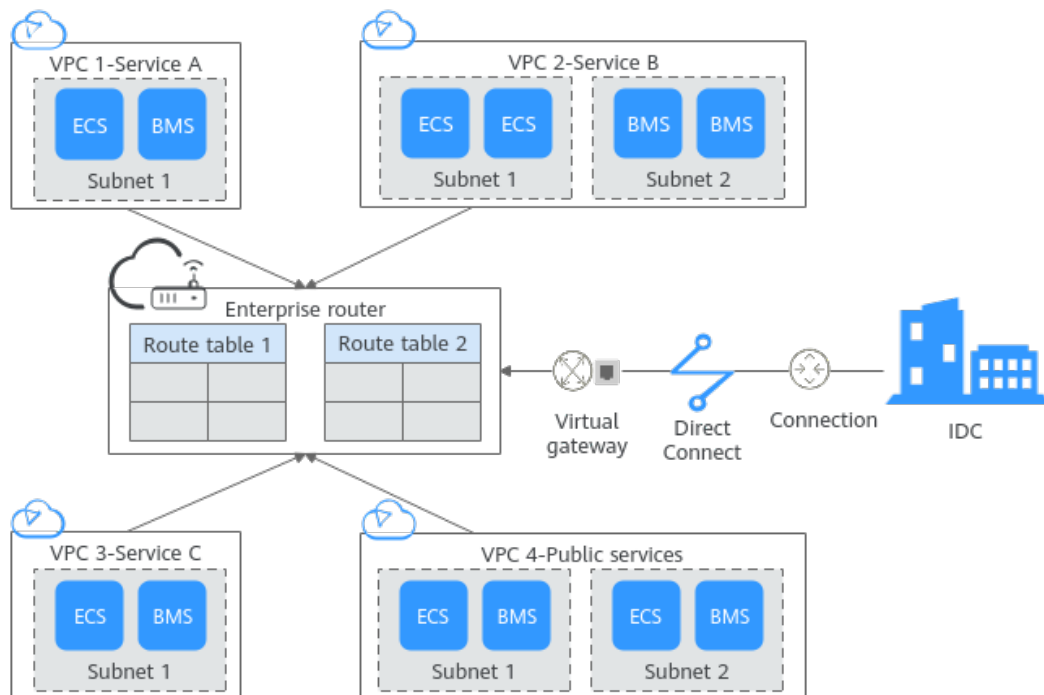 VPC 1-Service A
ECS
BMS
Subnet 1
VPC 2-Service B
ECS
ECS
BMS
BMS
Subnet 1
Subnet 2
Enterprise router
Route table 1
Route table 2
Virtual
gateway
Direct
Connect
Connection
IDC
VPC 3-Service C
ECS
BMS
Subnet 1
VPC 4-Public services
ECS
BMS
ECS
BMS
Subnet 1
Subnet 2